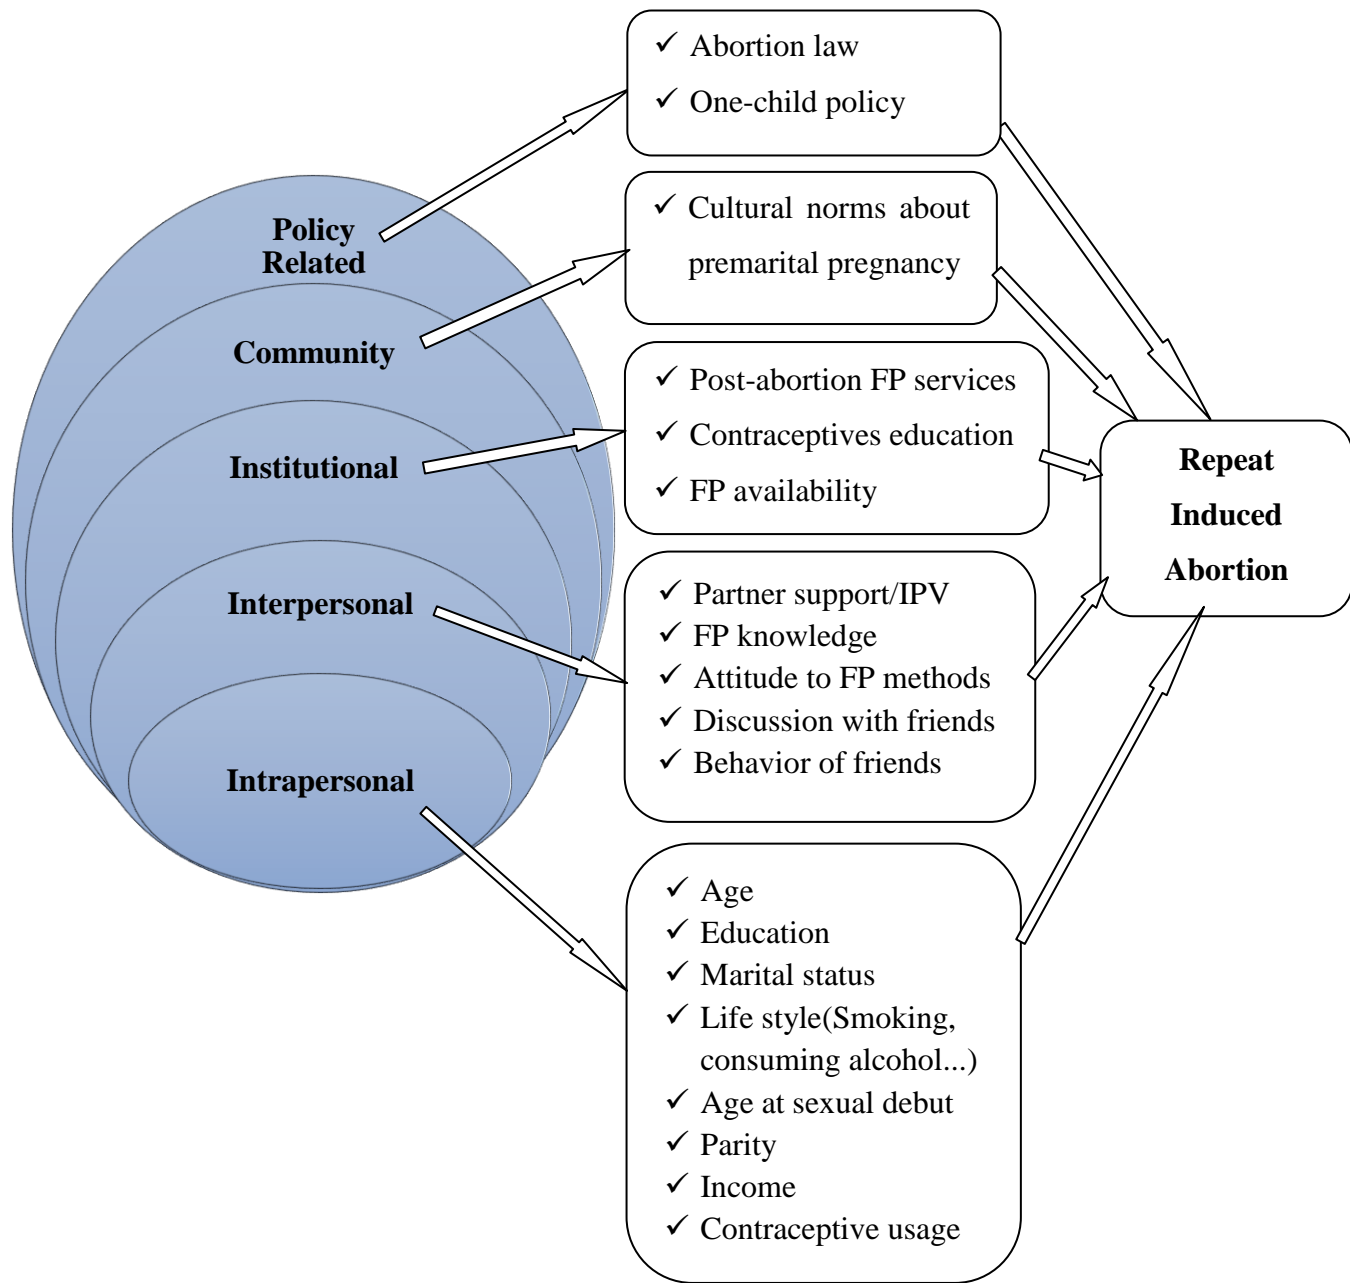 ✓ Abortion law
✓ One-child policy
Policy
Related
✓ Cultural norms about
premarital pregnancy
Community
✓ Post-abortion FP services
✓ Contraceptives education
✓ FP availability
Institutional
Repeat
Induced
Abortion
Interpersonal
✓ Partner support/IPV
✓ FP knowledge
✓ Attitude to FP methods
✓ Discussion with friends
✓ Behavior of friends
Intrapersonal
✓ Age
✓ Education
✓ Marital status
✓ Life style(Smoking,
consuming alcohol...)
✓ Age at sexual debut
✓ Parity
✓ Income
✓ Contraceptive usage